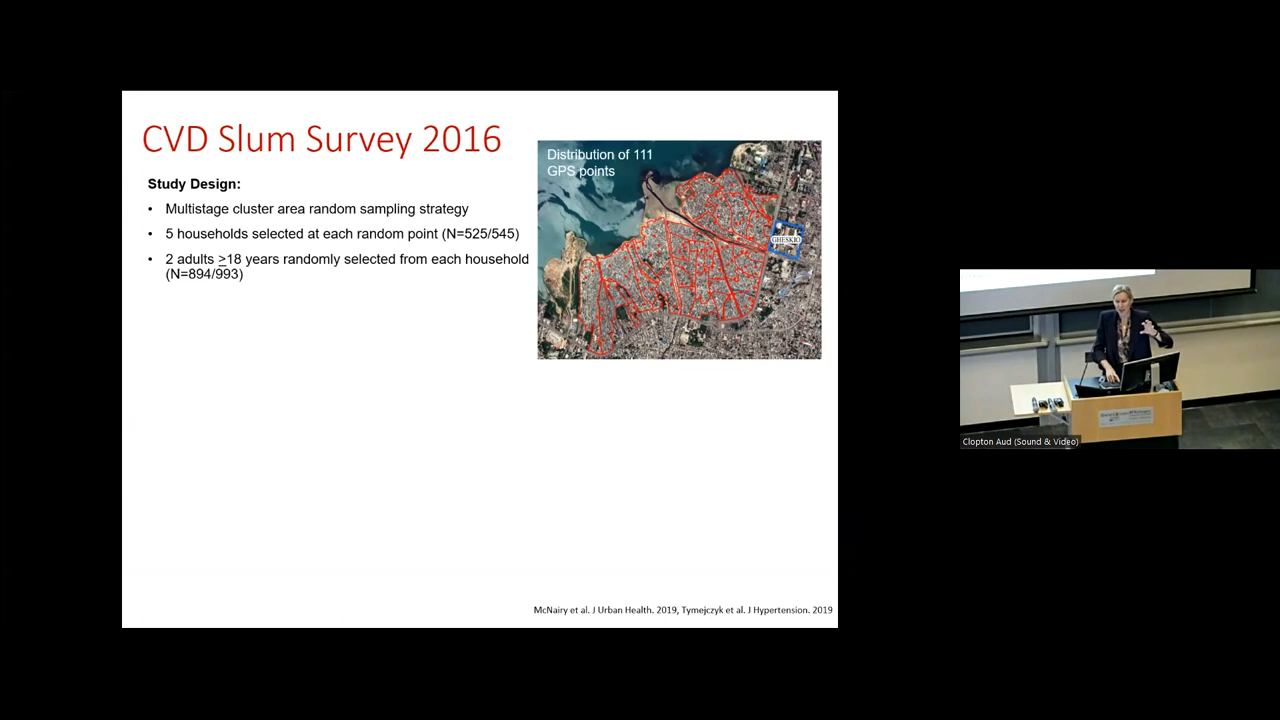 CVD Slum Survey 2016
Distribution of 111
GPS points
Study Design:
• Multistage cluster area random sampling strategy
• 5 households selected at each random point (N=525/545)
• 2 adults ≥18 years randomly selected from each household
(N=894/993)
GHESKIO
McNairy et al. J Urban Health. 2019, Tymejczyk et al. J Hypertension. 2019
Clopton Aud (Sound & Video)